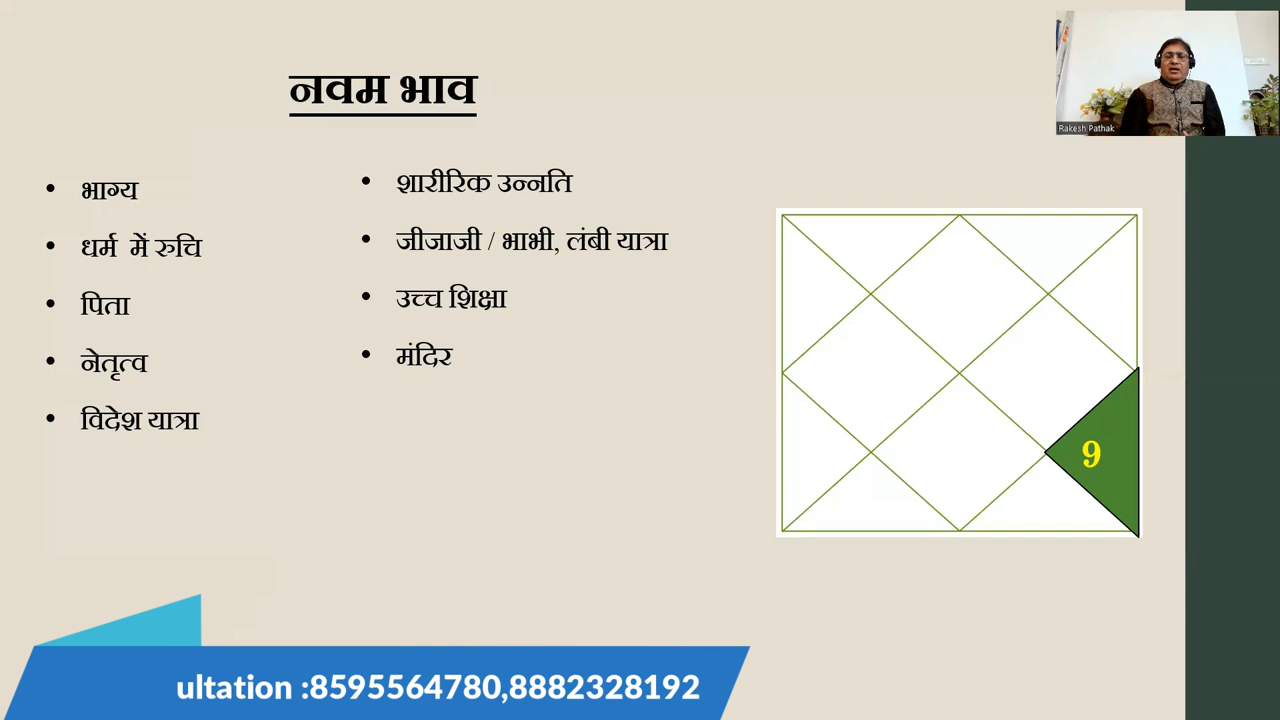 नवम भाव
भाग्य
धर्म में रुचि
पिता
नेतृत्व
विदेश यात्रा
शारीरिक उन्नति
जीजाजी / भाभी, लंबी यात्रा
उच्च शिक्षा
मंदिर
9
Rakesh Pathak
ultation :8595564780,8882328192